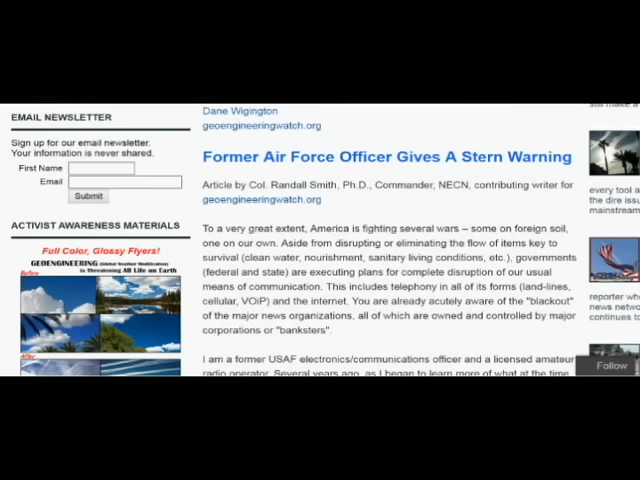 EMAIL NEWSLETTER
Sign up for our email newsletter.
Your information is never shared.
First Name
Email
Submit
ACTIVIST AWARENESS MATERIALS
Full Color, Glossy Flyers!
GEOENGINEERING (Global Weather Modification)
is Threatening All Life on Earth
Before
After
Dane Wigington
geoengineeringwatch.org
Former Air Force Officer Gives A Stern Warning
Article by Col. Randall Smith, Ph.D., Commander, NECN, contributing writer for
geoengineeringwatch.org
To a very great extent, America is fighting several wars – some on foreign soil,
one on our own. Aside from disrupting or eliminating the flow of items key to
survival (clean water, nourishment, sanitary living conditions, etc.), governments
(federal and state) are executing plans for complete disruption of our usual
means of communication. This includes telephony in all of its forms (land-lines,
cellular, VOiP) and the internet. You are already acutely aware of the "blackout"
of the major news organizations, all of which are owned and controlled by major
corporations or "banksters".
I am a former USAF electronics/communications officer and a licensed amateur
radio operator. Several years ago, as I began to learn more of what at the time
every tool a
the dire issu
mainstream
reporter whe
news netwo
continues to
Follow